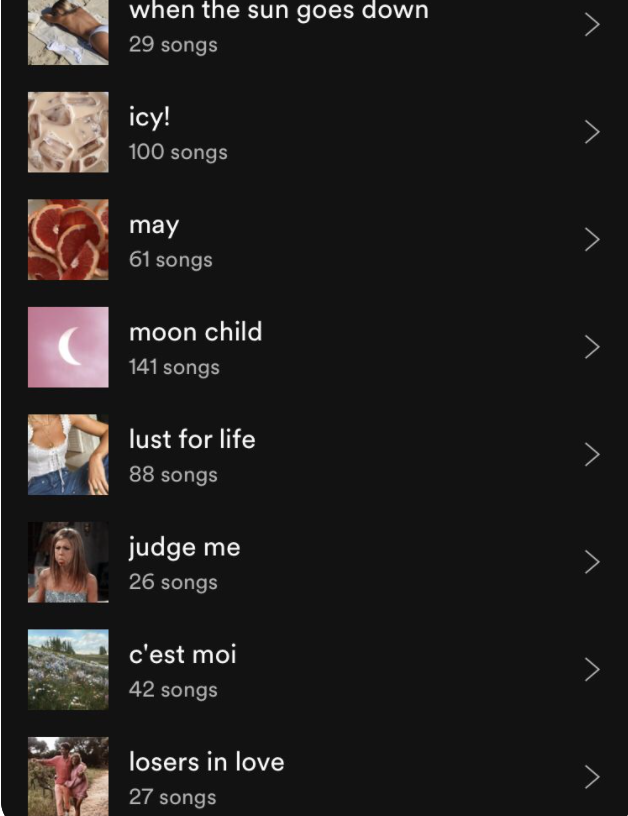 when the sun goes down
29 songs
icy!
100 songs
may
61 songs
moon child
141 songs
lust for life
88 songs
judge me
26 songs
c'est moi
42 songs
losers in love
27 songs